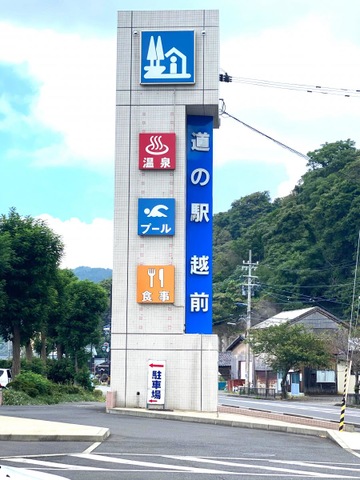 道の駅 越前
温泉
プール
食事
駐車場